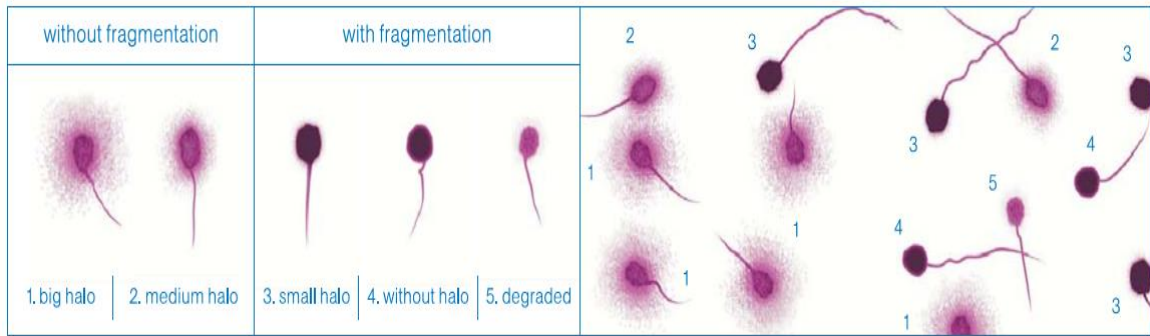 without fragmentation
with fragmentation
1. big halo
2. medium halo
3. small halo
4. without halo
5. degraded
2
3
2
3
3
4
1
5
1
4
1
3
1